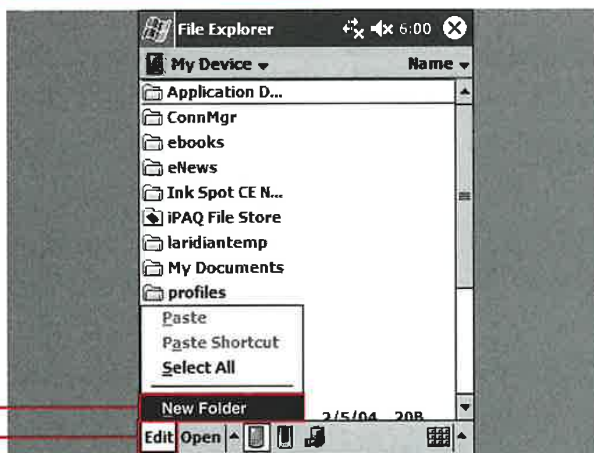 File Explorer 6:00
My Device Name
Application D...
ConnMgr
ebooks
eNews
Ink Spot CE N...
iPAQ File Store
laridiantemp
My Documents
profiles
Paste
Paste Shortcut
Select All
New Folder
2/5/04 20B
Edit Open